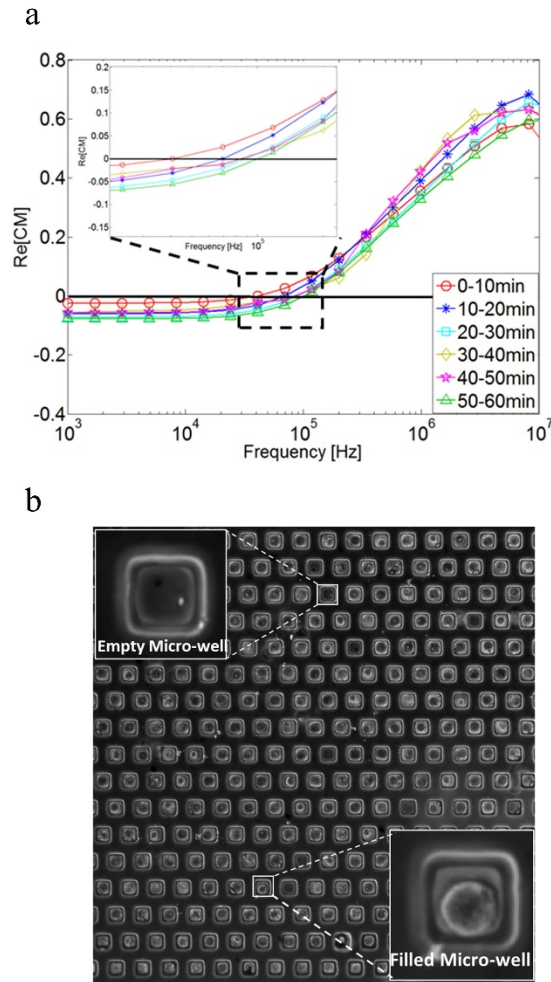 a
0.8
0.6
0.4
0.2
0
-0.2
-0.4
Re[CM]
0.2
0.15
0.1
0.05
0
-0.05
-0.1
-0.15
Re[CM]
Frequency [Hz]
10^5
0-10min
10-20min
20-30min
30-40min
40-50min
50-60min
10^3
10^4
10^5
10^6
10^7
Frequency [Hz]
b
Empty Micro-well
Filled Micro-well